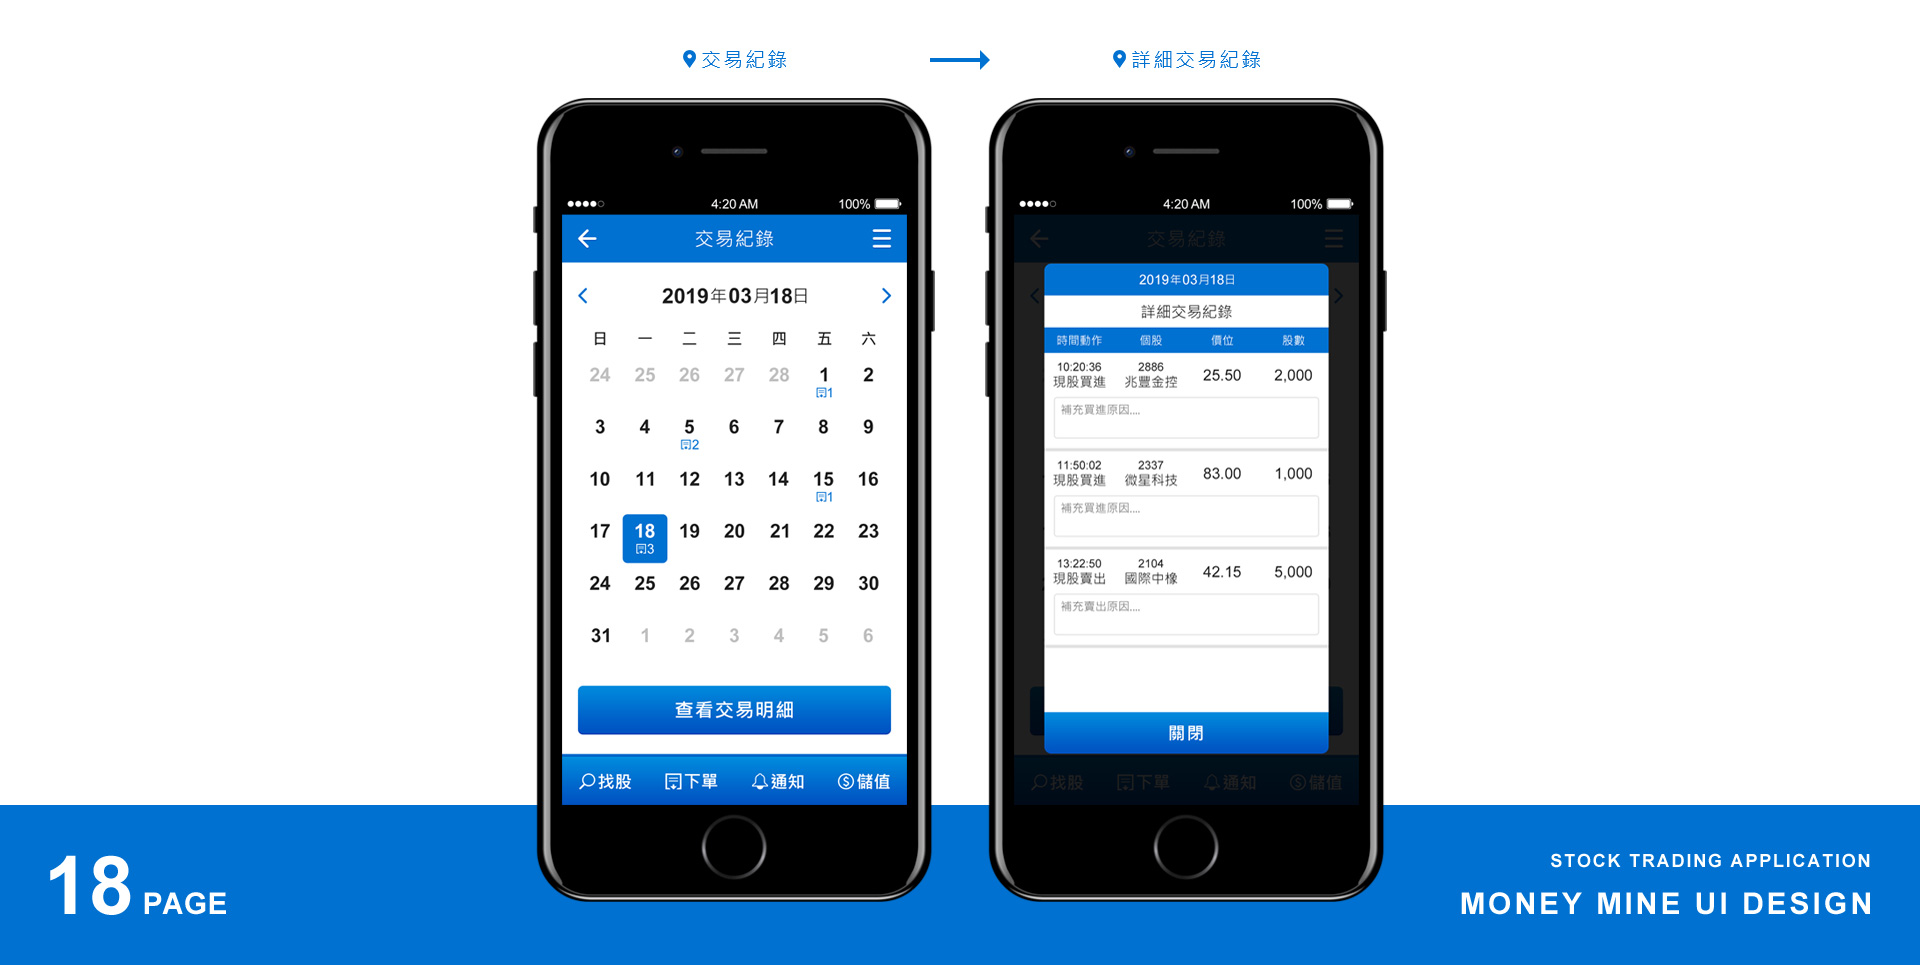 交易紀錄
詳細交易紀錄
4:20 AM 100%
交易紀錄
2019年03月18日
日 一 二 三 四 五 六
24 25 26 27 28 1 2
1
3 4 5 6 7 8 9
2
10 11 12 13 14 15 16
1
17 18 19 20 21 22 23
3
24 25 26 27 28 29 30
31 1 2 3 4 5 6
查看交易明細
找股 下單 通知 儲值
4:20 AM 100%
交易紀錄
2019年03月18日
詳細交易紀錄
時間動作 個股 價位 股數
10:20:36 2886
現股買進 兆豐金控 25.50 2,000
補充買進原因....
11:50:02 2337
現股買進 微星科技 83.00 1,000
補充買進原因....
13:22:50 2104
現股賣出 國際中橡 42.15 5,000
補充賣出原因....
關閉
找股 下單 通知 儲值
18 PAGE
STOCK TRADING APPLICATION
MONEY MINE UI DESIGN